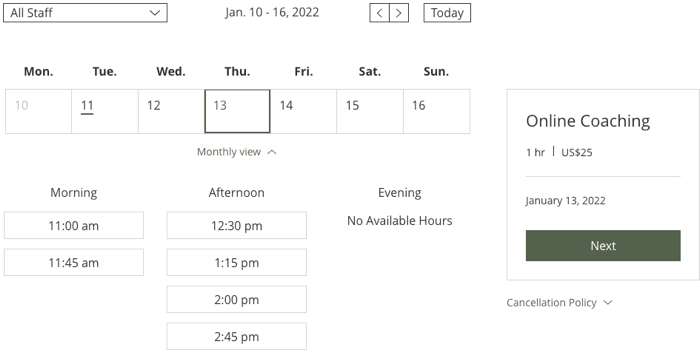 All Staff
Jan. 10 - 16, 2022
Today
Mon. Tue. Wed. Thu. Fri. Sat. Sun.
10 11 12 13 14 15 16
Monthly view
Morning Afternoon Evening
11:00 am 12:30 pm No Available Hours
11:45 am 1:15 pm
2:00 pm
2:45 pm
Online Coaching
1 hr | US$25
January 13, 2022
Next
Cancellation Policy